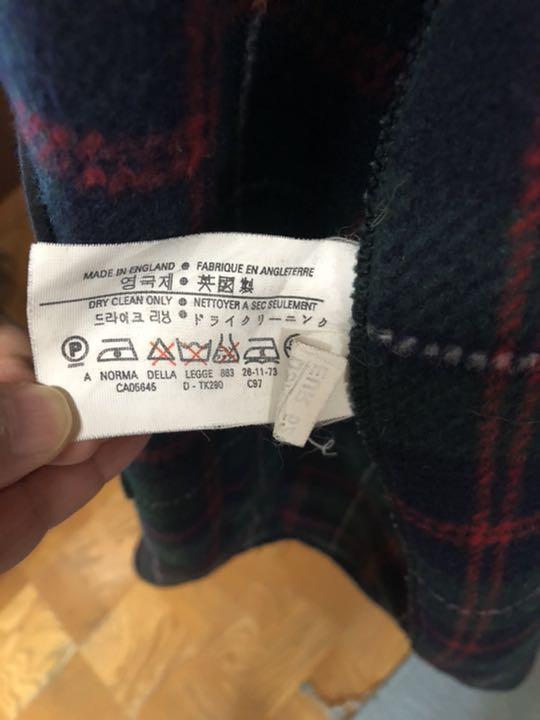 MADE IN ENGLAND ● FABRIQUE EN ANGLETERRE
영국제 ● 英國製
DRY CLEAN ONLY ● NETTOYER A SEC SEULEMENT
드라이크 리닝 ● ドライクリーニング
P
A NORMA DELLA LEGGE 883 26-11-73
CA05645 D - TK290 C97